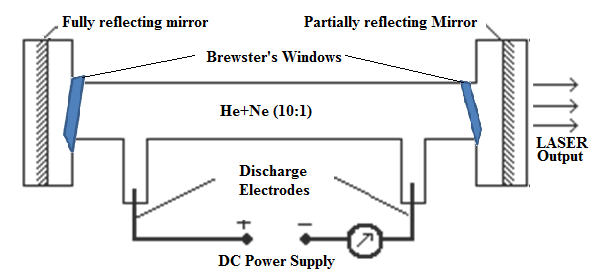 Fully reflecting mirror
Partially reflecting Mirror
Brewster's Windows
He+Ne (10:1)
LASER
Output
Discharge
Electrodes
+ −
DC Power Supply